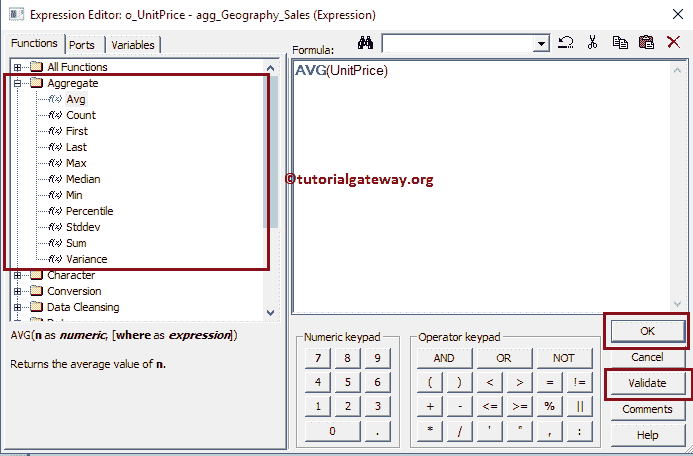 Expression Editor: o_UnitPrice - agg_Geography_Sales (Expression)
Functions Ports Variables
Formula:
All Functions
Aggregate
f(x) Avg
f(x) Count
f(x) First
f(x) Last
f(x) Max
f(x) Median
f(x) Min
f(x) Percentile
f(x) Stddev
f(x) Sum
f(x) Variance
Character
Conversion
Data Cleansing
AVG(UnitPrice)
©tutorialgateway.org
AVG(n as numeric, [where as expression])
Returns the average value of n.
Numeric keypad
7 8 9
4 5 6
1 2 3
0 .
Operator keypad
AND OR NOT
( ) < > = !=
+ - <= >= % ||
* / ' " , :
OK
Cancel
Validate
Comments
Help